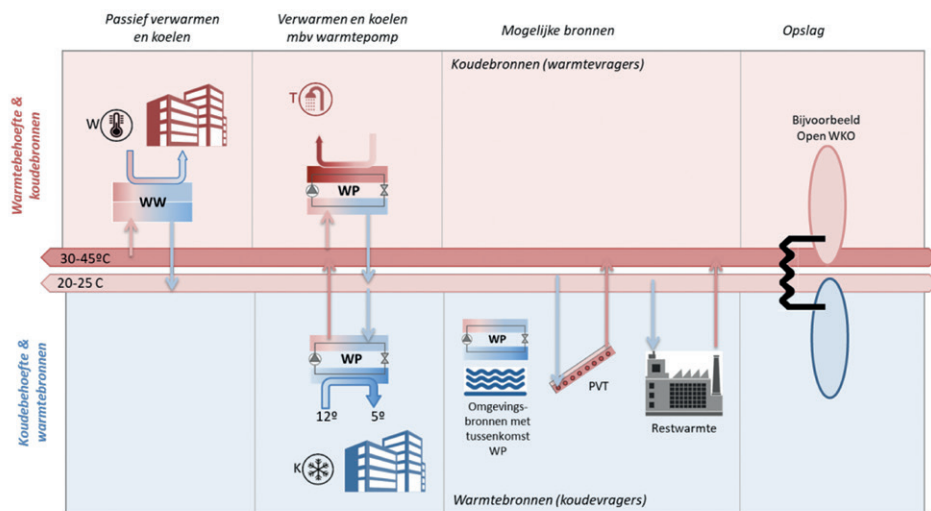 Passief verwarmen
en koelen
Verwarmen en koelen
mbv warmtepomp
Mogelijke bronnen
Opslag
Warmtebehoefte &
koudebronnen
Koudebronnen (warmtevragers)
W
T
Bijvoorbeeld
Open WKO
WW
WP
30-45ºC
20-25 C
Koudebehoefte &
warmtebronnen
WP
12º
5º
K
WP
Omgevings-
bronnen met
tussenkomst
WP
PVT
Restwarmte
Warmtebronnen (koudevragers)